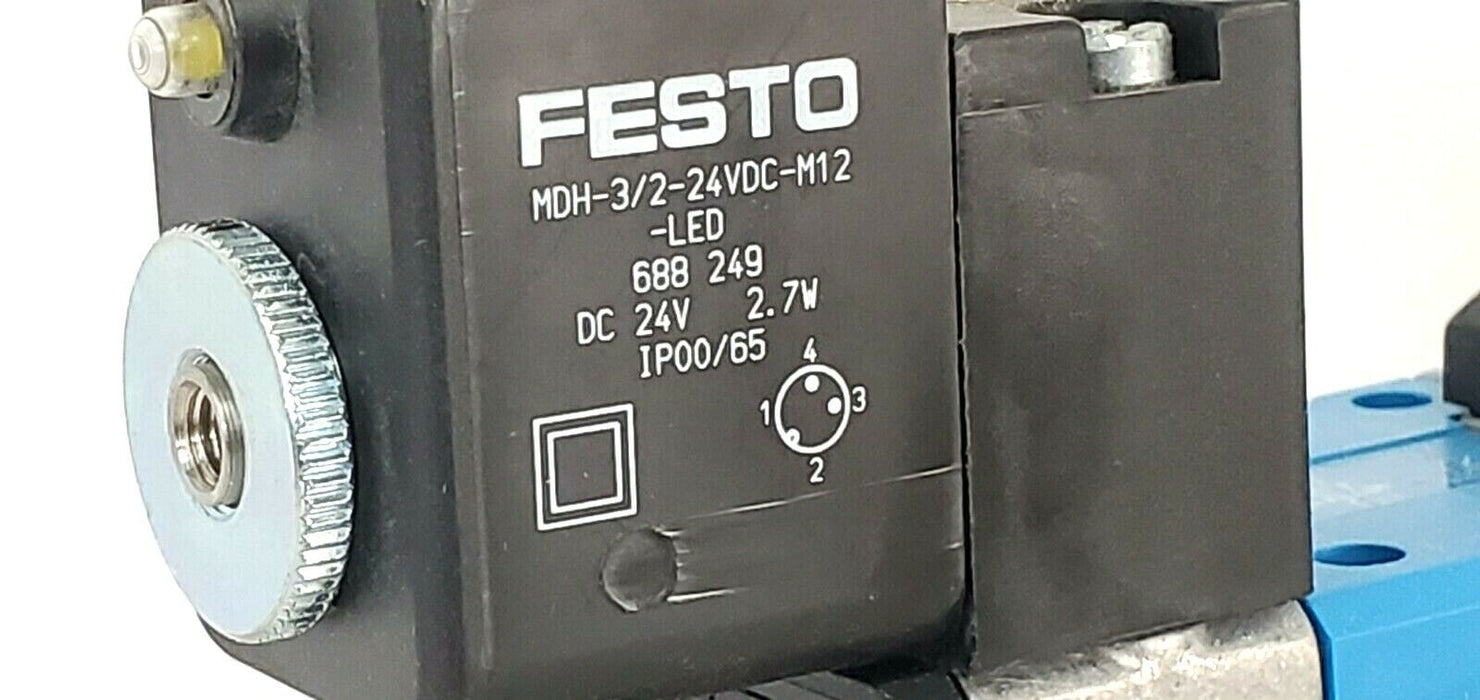 FESTO
MDH-3/2-24VDC-M12
-LED
688 249
DC 24V 2.7W
IP00/65
4
1 3
2